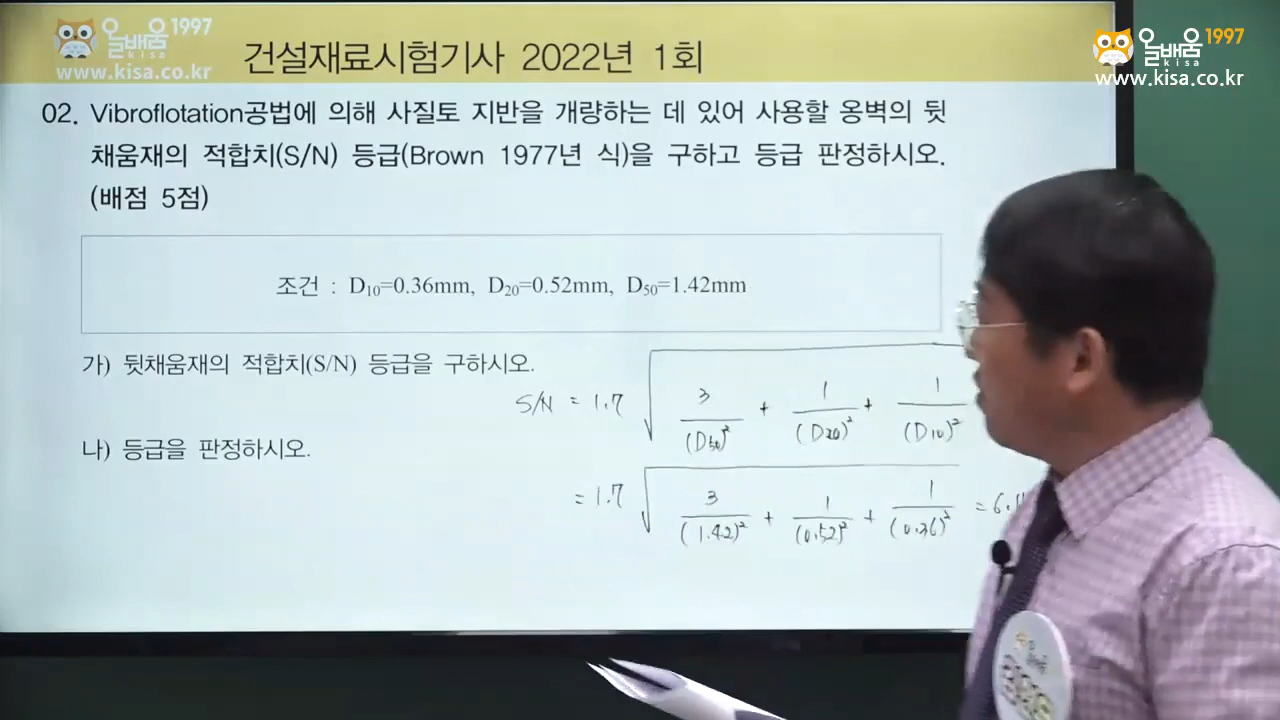 올배움 1997
kisa
www.kisa.co.kr
건설재료시험기사 2022년 1회
올배움 1997
kisa
www.kisa.co.kr
02. Vibroflotation공법에 의해 사질토 지반을 개량하는 데 있어 사용할 옹벽의 뒷
채움재의 적합치(S/N) 등급(Brown 1977년 식)을 구하고 등급 판정하시오.
(배점 5점)
조건 : D₁₀=0.36mm, D₂₀=0.52mm, D₅₀=1.42mm
가) 뒷채움재의 적합치(S/N) 등급을 구하시오.
S/N = 1.7 √ 3/(D₅₀)² + 1/(D₂₀)² + 1/(D₁₀)²
나) 등급을 판정하시오.
= 1.7 √ 3/(1.42)² + 1/(0.52)² + 1/(0.36)² = 6.1